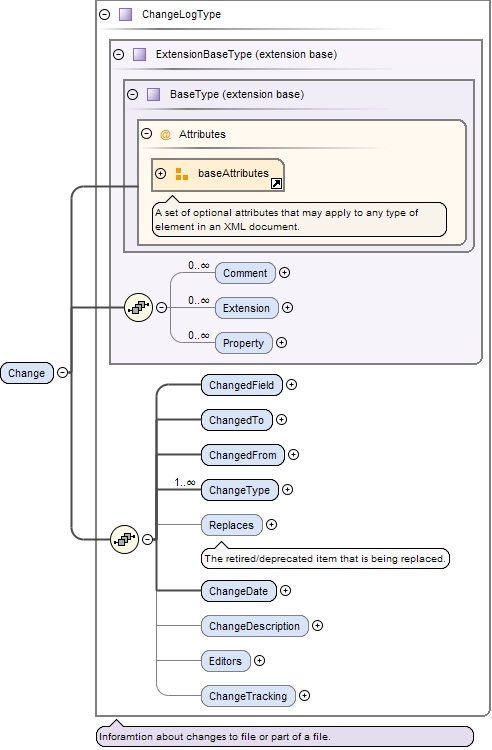 ChangeLogType
ExtensionBaseType (extension base)
BaseType (extension base)
@ Attributes
baseAttributes
A set of optional attributes that may apply to any type of
element in an XML document.
0..∞
Comment
0..∞
Extension
0..∞
Property
Change
ChangedField
ChangedTo
ChangedFrom
1..∞
ChangeType
Replaces
The retired/deprecated item that is being replaced.
ChangeDate
ChangeDescription
Editors
ChangeTracking
Inforamtion about changes to file or part of a file.